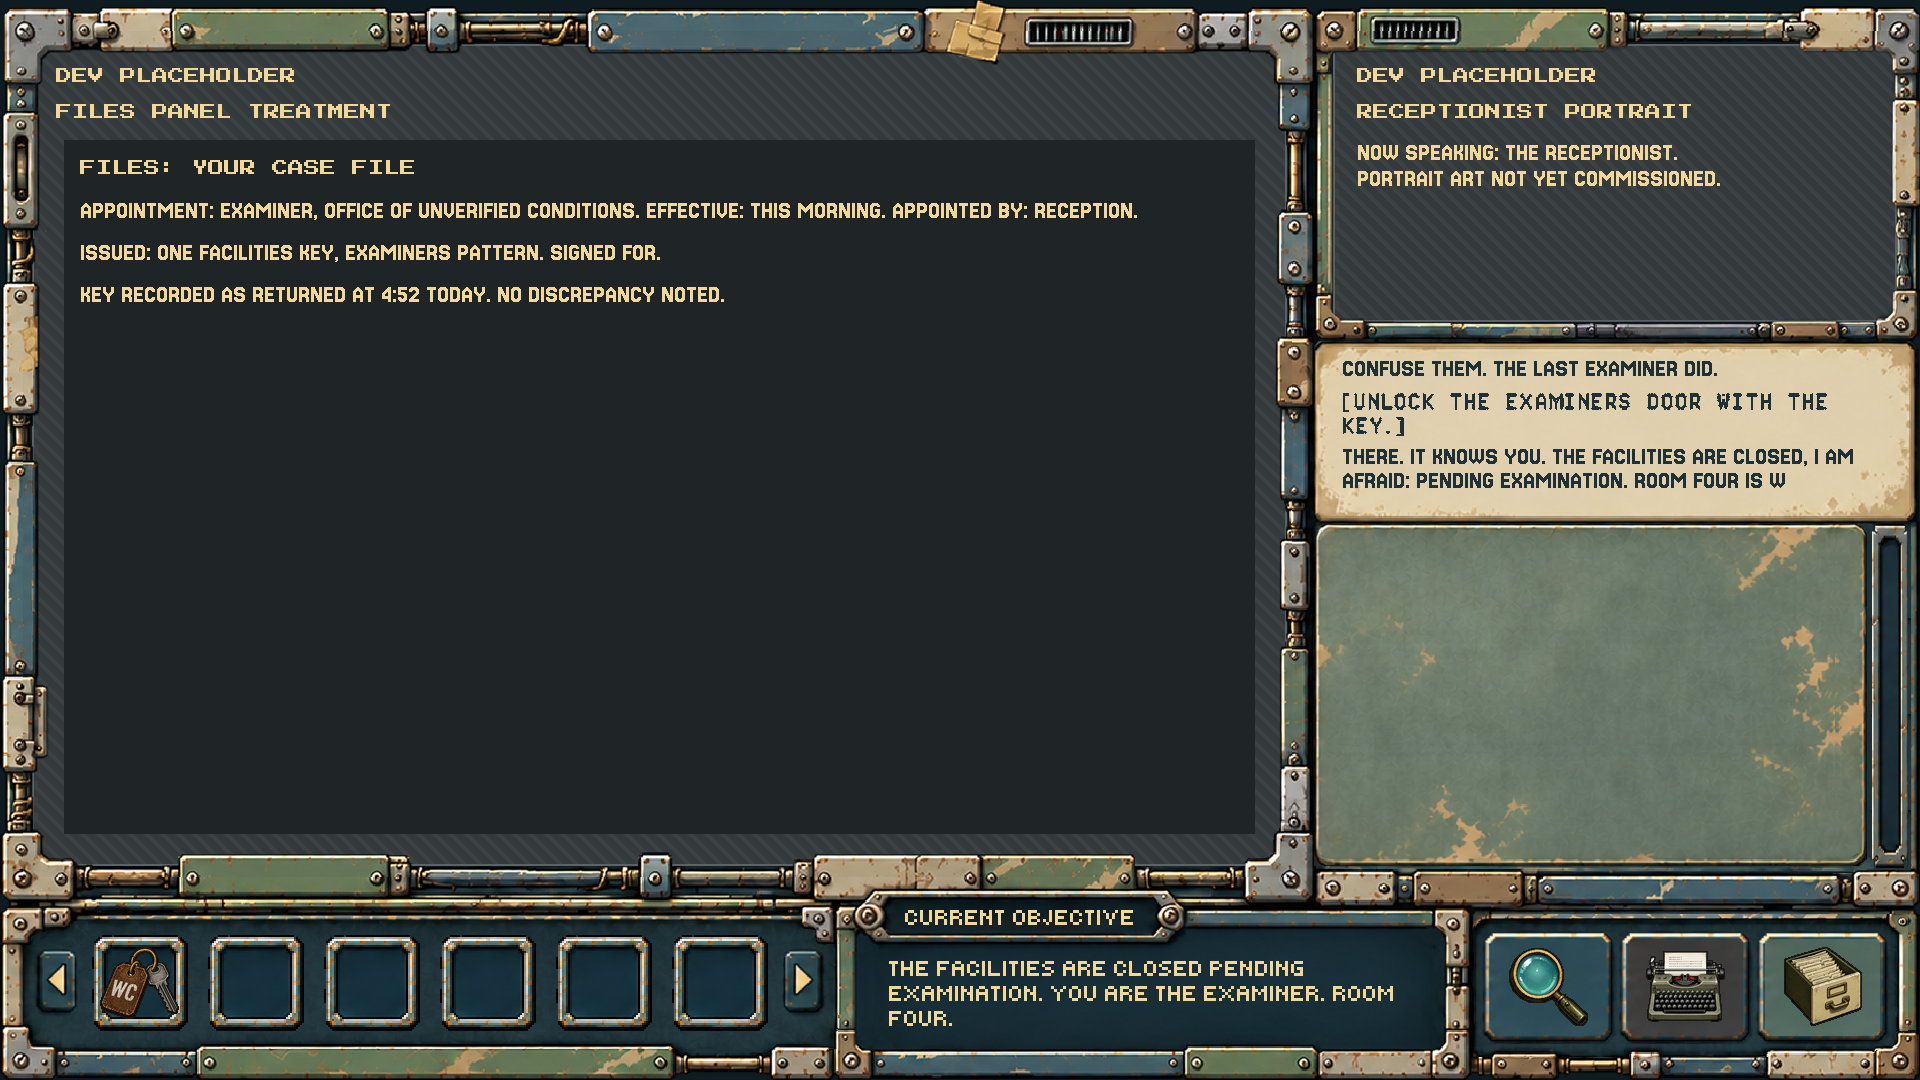 DEV PLACEHOLDER
FILES PANEL TREATMENT
FILES: YOUR CASE FILE
APPOINTMENT: EXAMINER, OFFICE OF UNVERIFIED CONDITIONS. EFFECTIVE: THIS MORNING. APPOINTED BY: RECEPTION.
ISSUED: ONE FACILITIES KEY, EXAMINERS PATTERN. SIGNED FOR.
KEY RECORDED AS RETURNED AT 4:52 TODAY. NO DISCREPANCY NOTED.
DEV PLACEHOLDER
RECEPTIONIST PORTRAIT
NOW SPEAKING: THE RECEPTIONIST.
PORTRAIT ART NOT YET COMMISSIONED.
CONFUSE THEM. THE LAST EXAMINER DID.
[UNLOCK THE EXAMINERS DOOR WITH THE
KEY.]
THERE. IT KNOWS YOU. THE FACILITIES ARE CLOSED, I AM
AFRAID: PENDING EXAMINATION. ROOM FOUR IS W
WC
CURRENT OBJECTIVE
THE FACILITIES ARE CLOSED PENDING
EXAMINATION. YOU ARE THE EXAMINER. ROOM
FOUR.